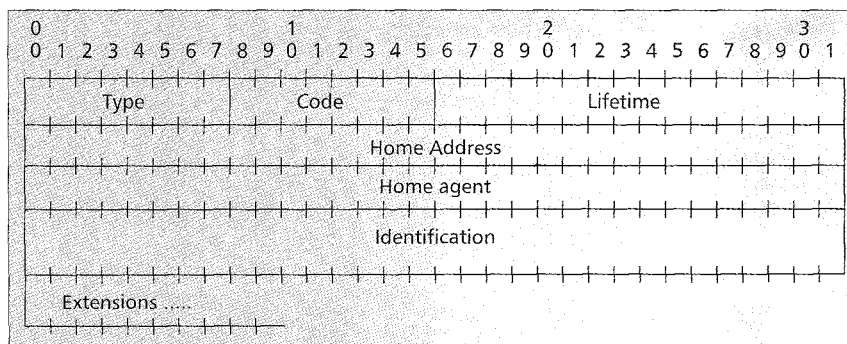 0 1 2 3
0 1 2 3 4 5 6 7 8 9 0 1 2 3 4 5 6 7 8 9 0 1 2 3 4 5 6 7 8 9 0 1
Type Code Lifetime
Home Address
Home agent
Identification
Extensions .....